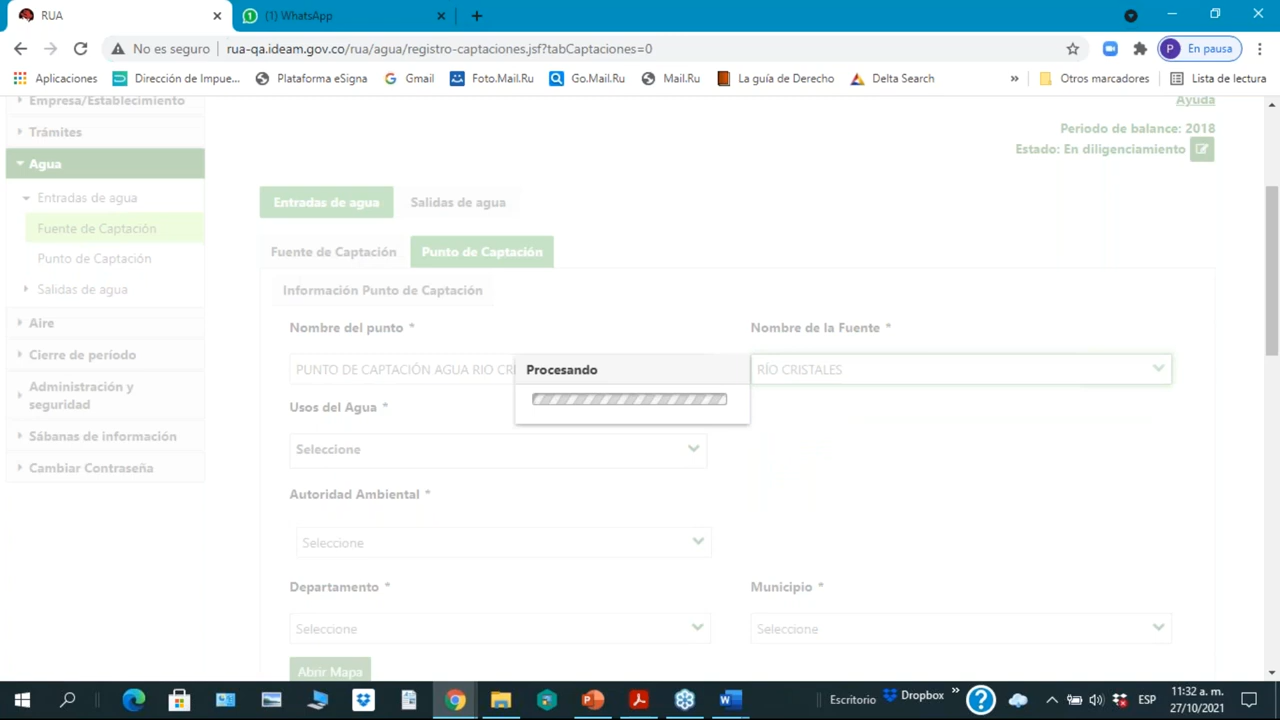 RUA
(1) WhatsApp
No es seguro
rua-qa.ideam.gov.co/rua/agua/registro-captaciones.jsf?tabCaptaciones=0
P En pausa
Aplicaciones
Dirección de Impue...
Plataforma eSigna
Gmail
Foto.Mail.Ru
Go.Mail.Ru
Mail.Ru
La guía de Derecho
Delta Search
»
Otros marcadores
Lista de lectura
Empresa/Establecimiento
Trámites
Agua
Entradas de agua
Fuente de Captación
Punto de Captación
Salidas de agua
Aire
Cierre de período
Administración y
seguridad
Sábanas de información
Cambiar Contraseña
Ayuda
Periodo de balance: 2018
Estado: En diligenciamiento
Entradas de agua
Salidas de agua
Fuente de Captación
Punto de Captación
Información Punto de Captación
Nombre del punto *
Nombre de la Fuente *
PUNTO DE CAPTACIÓN AGUA RIO CRI
RÍO CRISTALES
Procesando
Usos del Agua *
Seleccione
Autoridad Ambiental *
Seleccione
Departamento *
Municipio *
Seleccione
Seleccione
Abrir Mapa
Escritorio
Dropbox
»
ESP
11:32 a. m.
27/10/2021